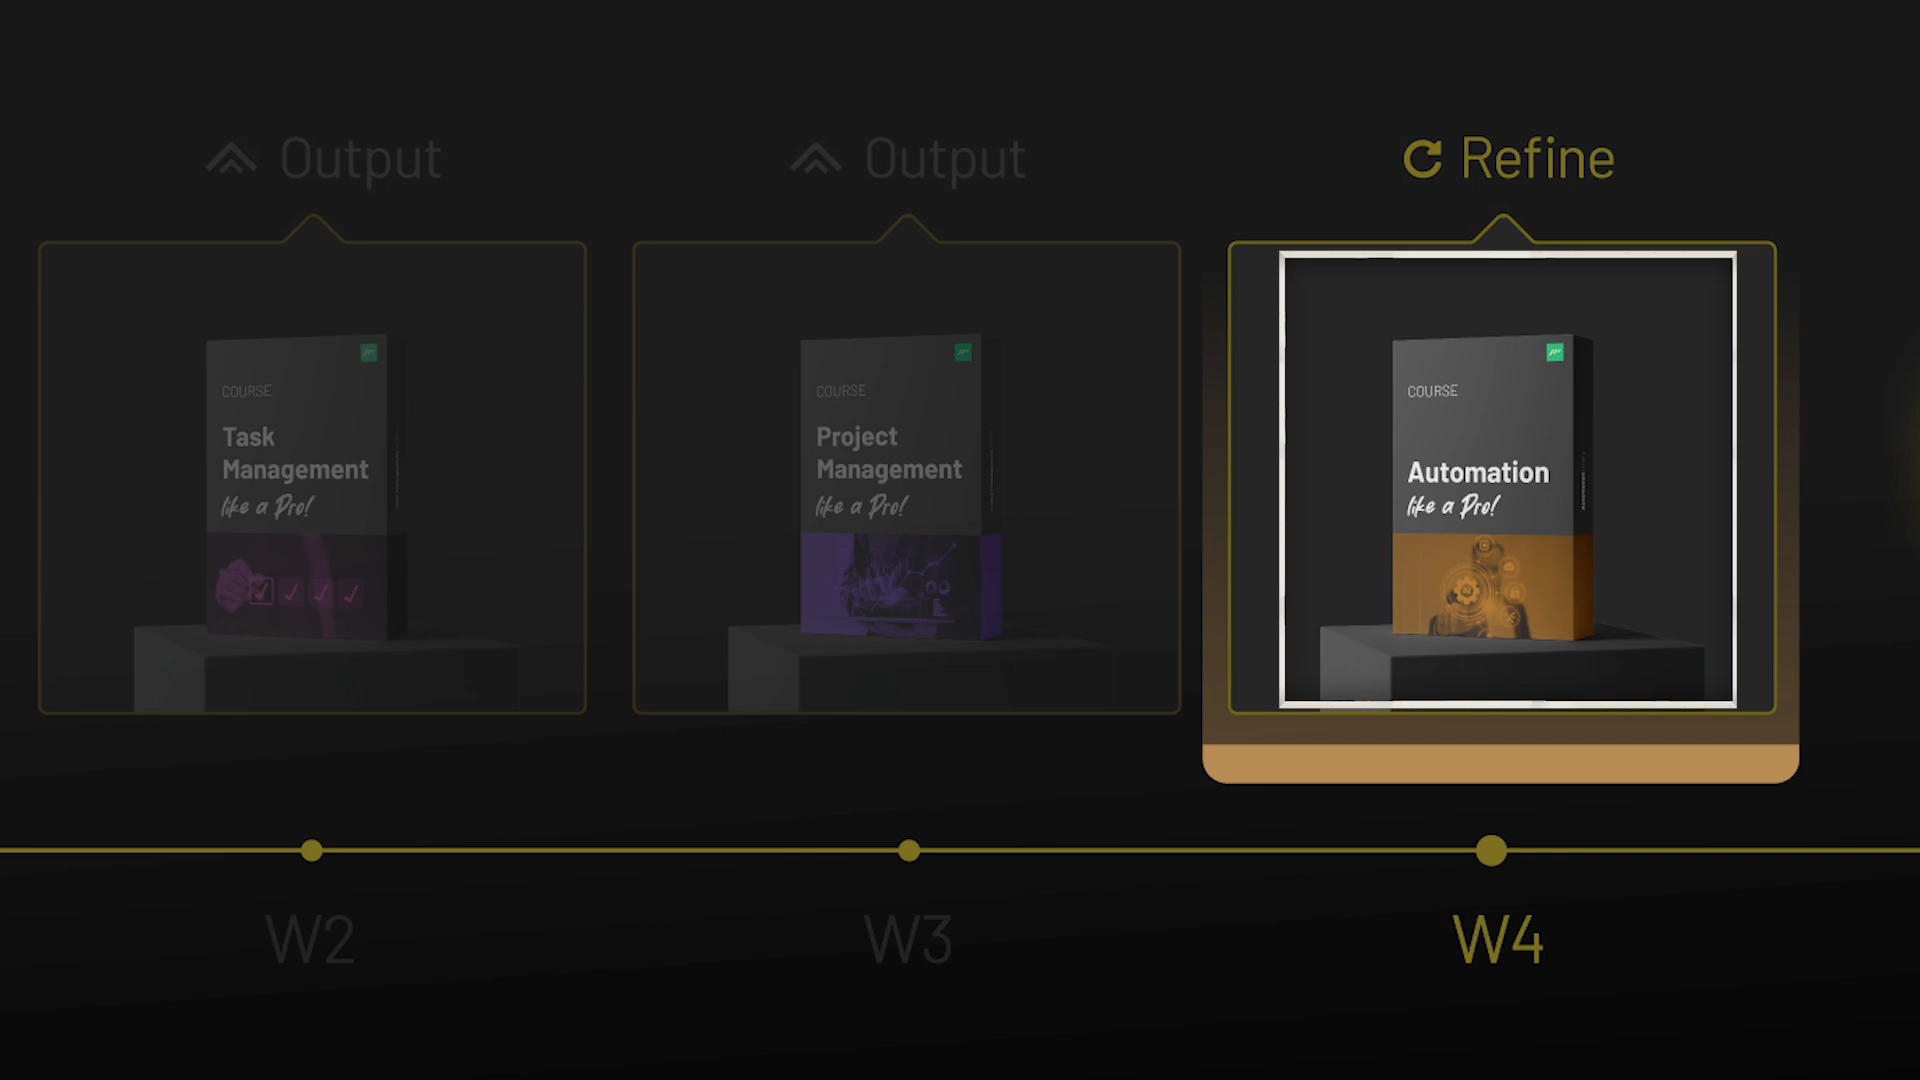 Output
Output
Refine
COURSE
Task
Management
like a Pro!
COURSE
Project
Management
like a Pro!
COURSE
Automation
like a Pro!
W2
W3
W4